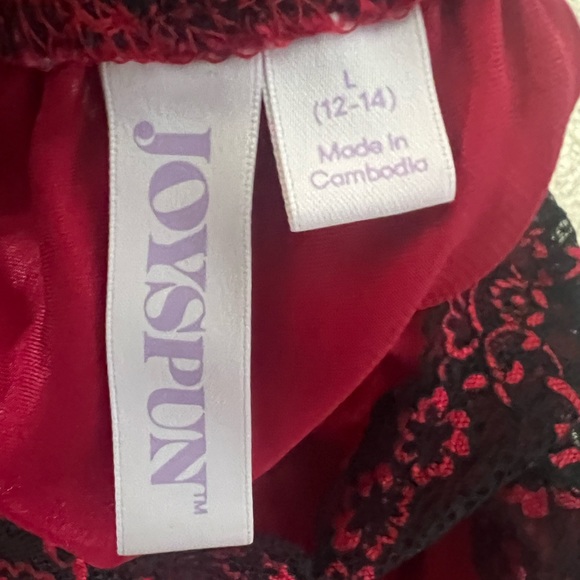 JOYSPUN™
L
(12-14)
Made in
Cambodia